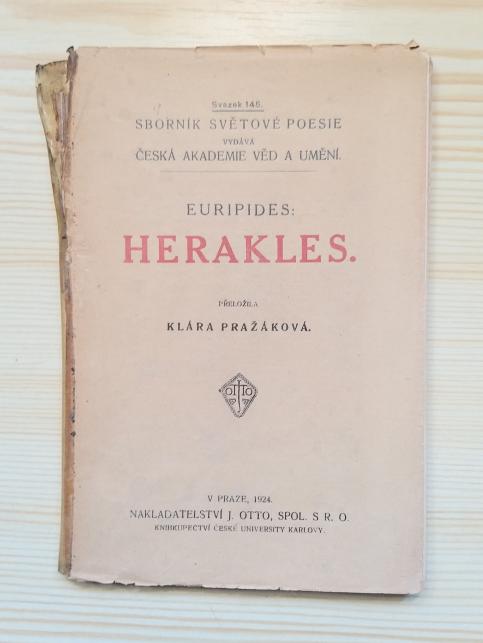 Svazek 146.
SBORNÍK SVĚTOVÉ POESIE
VYDÁVÁ
ČESKÁ AKADEMIE VĚD A UMĚNÍ.
EURIPIDES:
HERAKLES.
PŘELOŽILA
KLÁRA PRAŽÁKOVÁ.
OTTO
V PRAZE, 1924.
NAKLADATELSTVÍ J. OTTO, SPOL. S R. O.
KNIHKUPECTVÍ ČESKÉ UNIVERSITY KARLOVY.